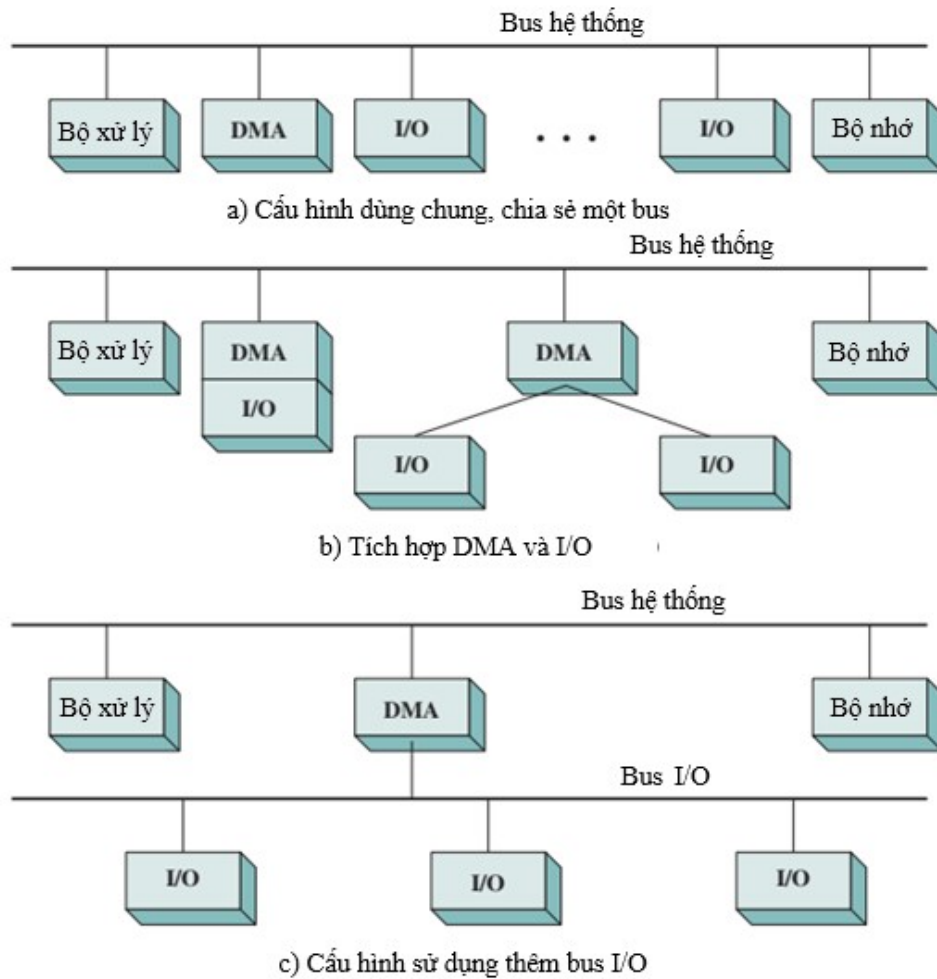 Bus hệ thống
Bộ xử lý DMA I/O ... I/O Bộ nhớ
a) Cấu hình dùng chung, chia sẻ một bus
Bus hệ thống
Bộ xử lý DMA DMA Bộ nhớ
I/O
I/O I/O
b) Tích hợp DMA và I/O
Bus hệ thống
Bộ xử lý DMA Bộ nhớ
Bus I/O
I/O I/O I/O
c) Cấu hình sử dụng thêm bus I/O